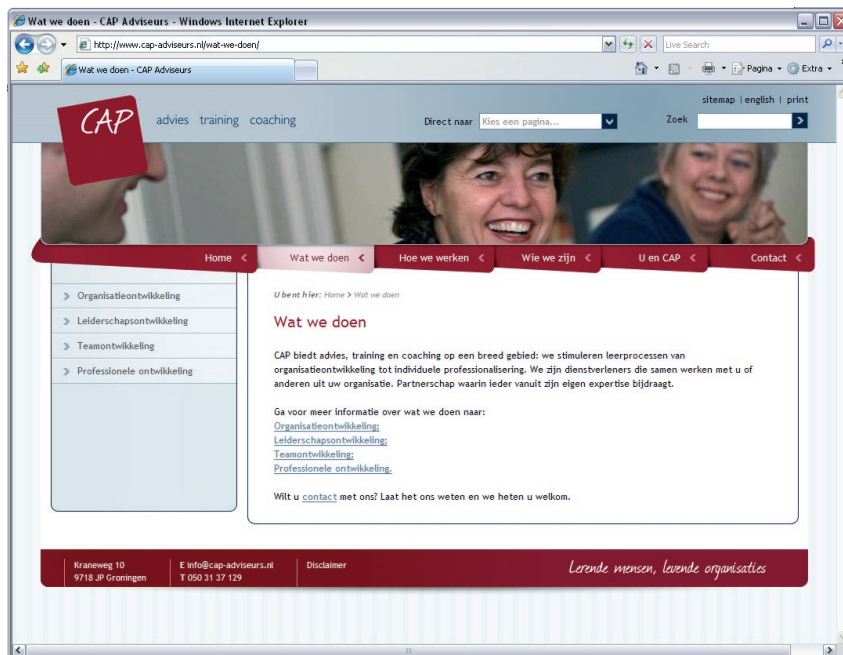 Wat we doen - CAP Adviseurs - Windows Internet Explorer
http://www.cap-adviseurs.nl/wat-we-doen/
Live Search
Wat we doen - CAP Adviseurs
Pagina
Extra
sitemap | english | print
CAP
advies training coaching
Direct naar
Kies een pagina...
Zoek
Home
Wat we doen
Hoe we werken
Wie we zijn
U en CAP
Contact
Organisatieontwikkeling
Leiderschapsontwikkeling
Teamontwikkeling
Professionele ontwikkeling
U bent hier: Home > Wat we doen
Wat we doen
CAP biedt advies, training en coaching op een breed gebied: we stimuleren leerprocessen van
organisatieontwikkeling tot individuele professionalisering. We zijn dienstverleners die samen werken met u of
anderen uit uw organisatie. Partnerschap waarin ieder vanuit zijn eigen expertise bijdraagt.
Ga voor meer informatie over wat we doen naar:
Organisatieontwikkeling;
Leiderschapsontwikkeling;
Teamontwikkeling;
Professionele ontwikkeling.
Wilt u contact met ons? Laat het ons weten en we heten u welkom.
Kraneweg 10
9718 JP Groningen
E info@cap-adviseurs.nl
T 050 31 37 129
Disclaimer
Lerende mensen, levende organisaties